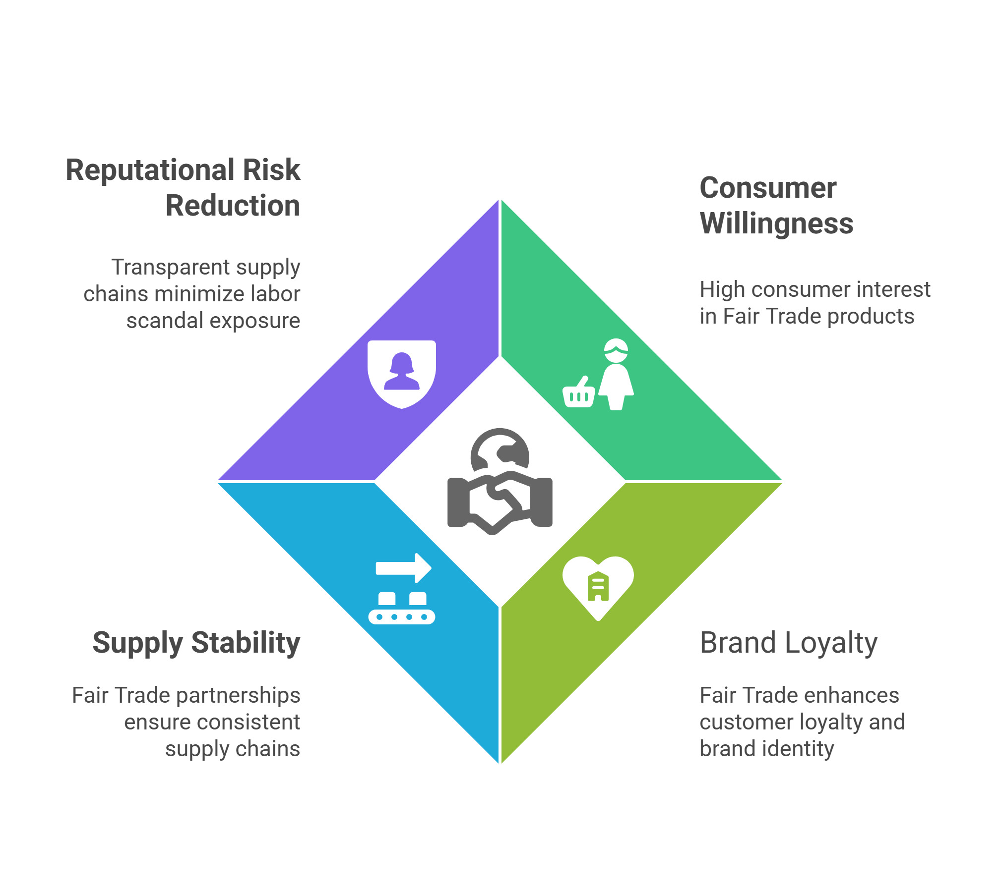 Reputational Risk
Reduction
Transparent supply
chains minimize labor
scandal exposure
Consumer
Willingness
High consumer interest
in Fair Trade products
Supply Stability
Fair Trade partnerships
ensure consistent
supply chains
Brand Loyalty
Fair Trade enhances
customer loyalty and
brand identity